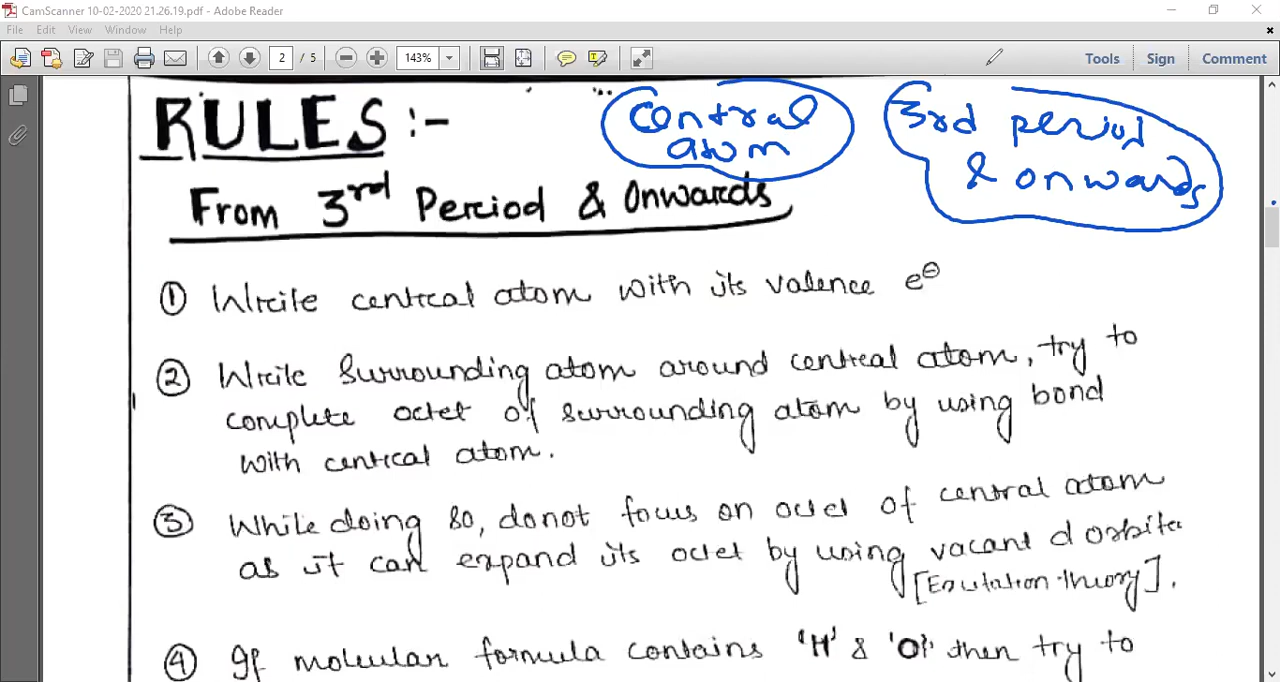 CamScanner 10-02-2020 21.26.19.pdf - Adobe Reader
File Edit View Window Help
2 / 5 143% Tools Sign Comment
RULES :-
Central atom
3rd period & onwards
From 3rd Period & Onwards
① Write central atom with its valence e⊖
② Write Surrounding atom around central atom, try to
complete octet of surrounding atom by using bond
with central atom.
③ While doing so, donot focus on octet of central atom
as it can expand its octet by using vacant d orbita
[Excitation theory].
④ If molecular formula contains 'H' & 'O' then try to